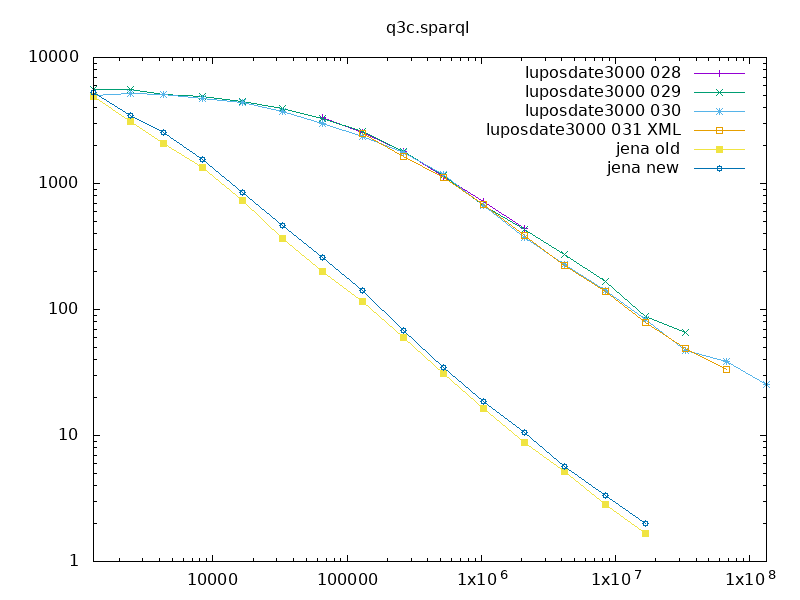 q3c.sparql
10000
1000
100
10
1
luposdate3000 028
luposdate3000 029
luposdate3000 030
luposdate3000 031 XML
jena old
jena new
10000 100000 1x10^6 1x10^7 1x10^8